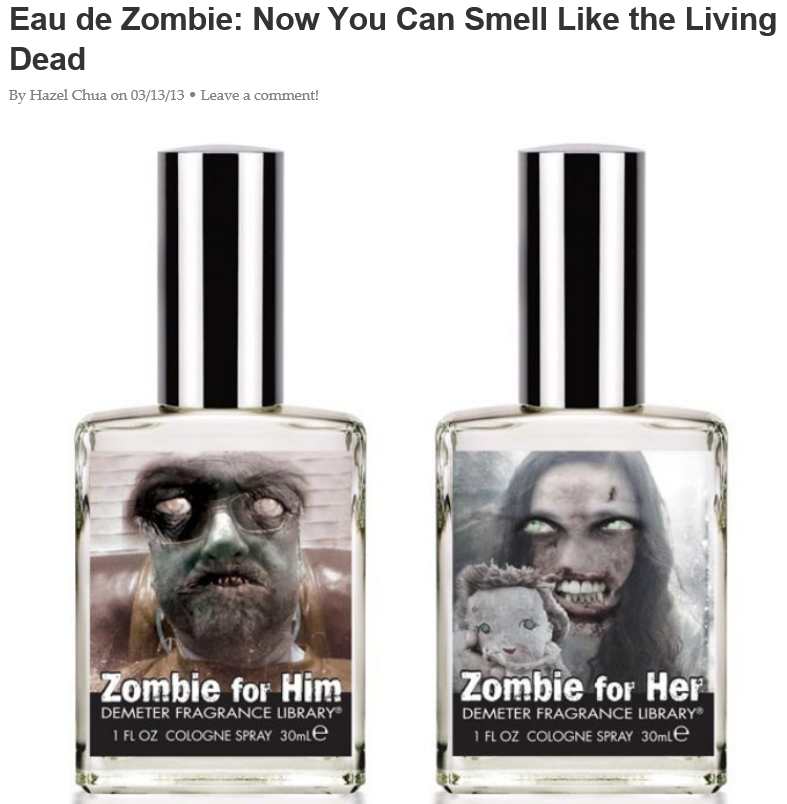 Eau de Zombie: Now You Can Smell Like the Living
Dead
By Hazel Chua on 03/13/13 • Leave a comment!
Zombie for Him
DEMETER FRAGRANCE LIBRARY®
1 FL OZ COLOGNE SPRAY 30mL℮
Zombie for Her
DEMETER FRAGRANCE LIBRARY®
1 FL OZ COLOGNE SPRAY 30mL℮